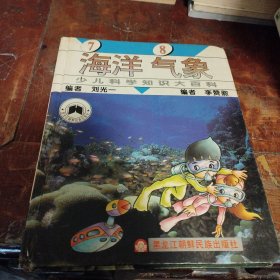 7 8
海洋 气象
少儿科学知识大百科
编者 刘光一 编者 李赞谢
黑龙江朝鲜民族出版社